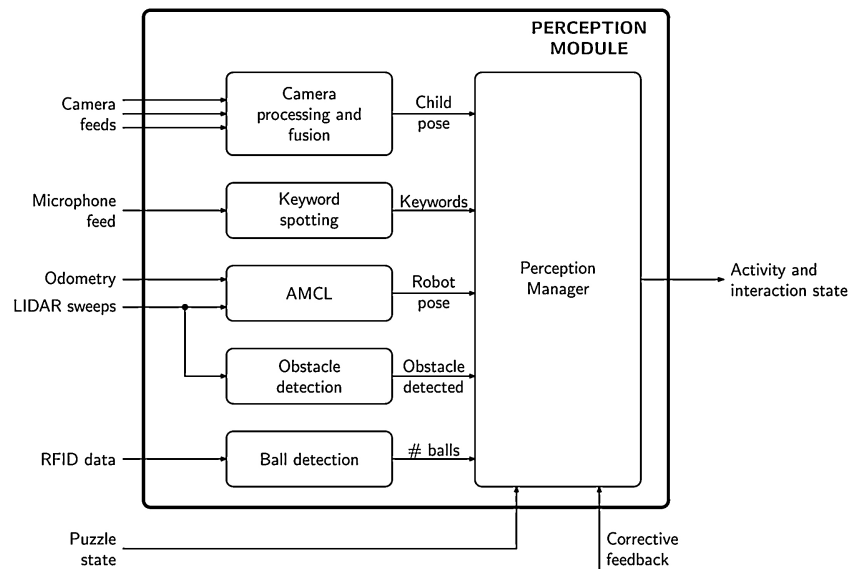 PERCEPTION
MODULE
Camera
feeds
Camera
processing and
fusion
Child
pose
Microphone
feed
Keyword
spotting
Keywords
Odometry
LIDAR sweeps
AMCL
Robot
pose
Perception
Manager
Activity and
interaction state
Obstacle
detection
Obstacle
detected
RFID data
Ball detection
# balls
Puzzle
state
Corrective
feedback